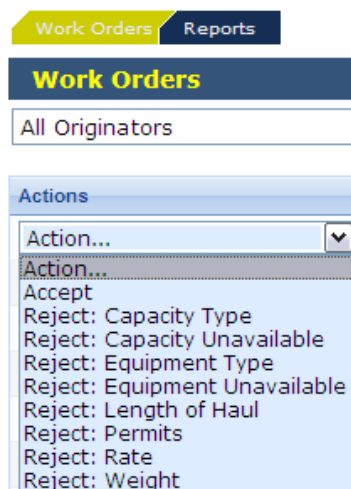 Work Orders Reports
Work Orders
All Originators
Actions
Action...
Action...
Accept
Reject: Capacity Type
Reject: Capacity Unavailable
Reject: Equipment Type
Reject: Equipment Unavailable
Reject: Length of Haul
Reject: Permits
Reject: Rate
Reject: Weight